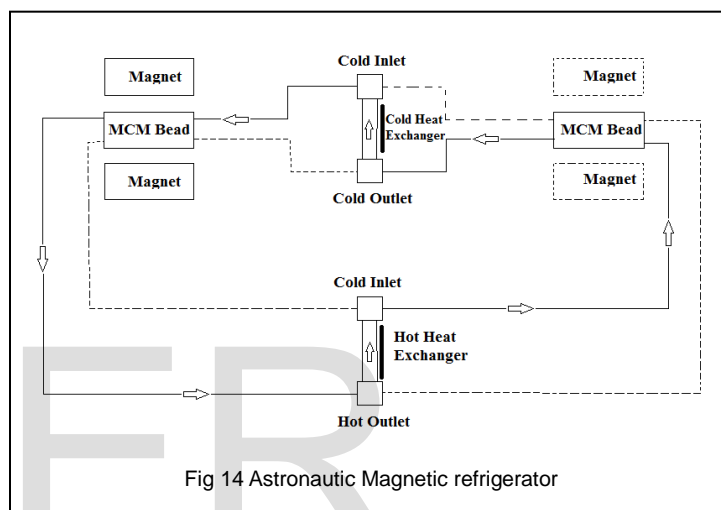 Cold Inlet
Magnet
Magnet
MCM Bead
Cold Heat
Exchanger
MCM Bead
Magnet
Magnet
Cold Outlet
Cold Inlet
Hot Heat
Exchanger
Hot Outlet
Fig 14 Astronautic Magnetic refrigerator
ER